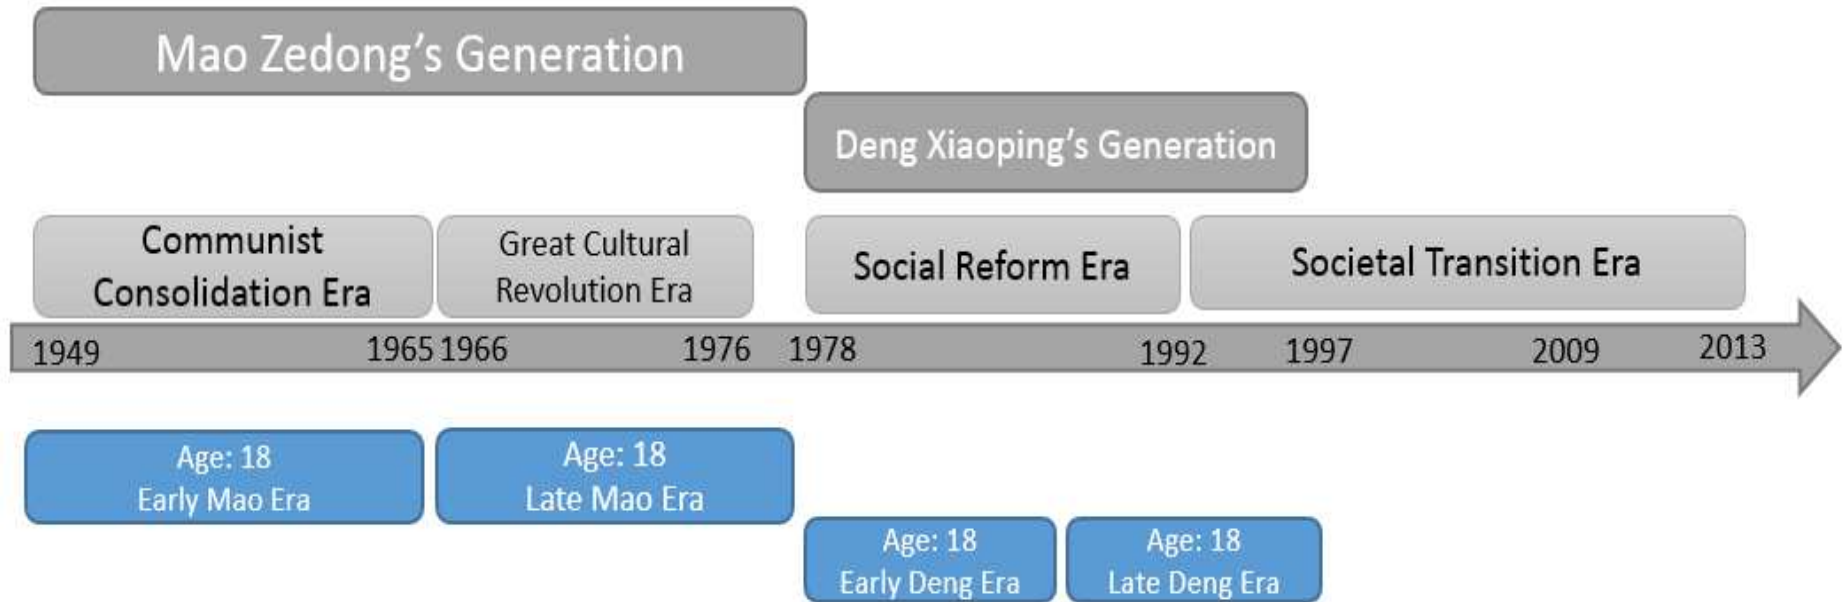 Mao Zedong’s Generation
Deng Xiaoping’s Generation
Communist
Consolidation Era
Great Cultural
Revolution Era
Social Reform Era
Societal Transition Era
1949 1965 1966 1976 1978 1992 1997 2009 2013
Age: 18
Early Mao Era
Age: 18
Late Mao Era
Age: 18
Early Deng Era
Age: 18
Late Deng Era